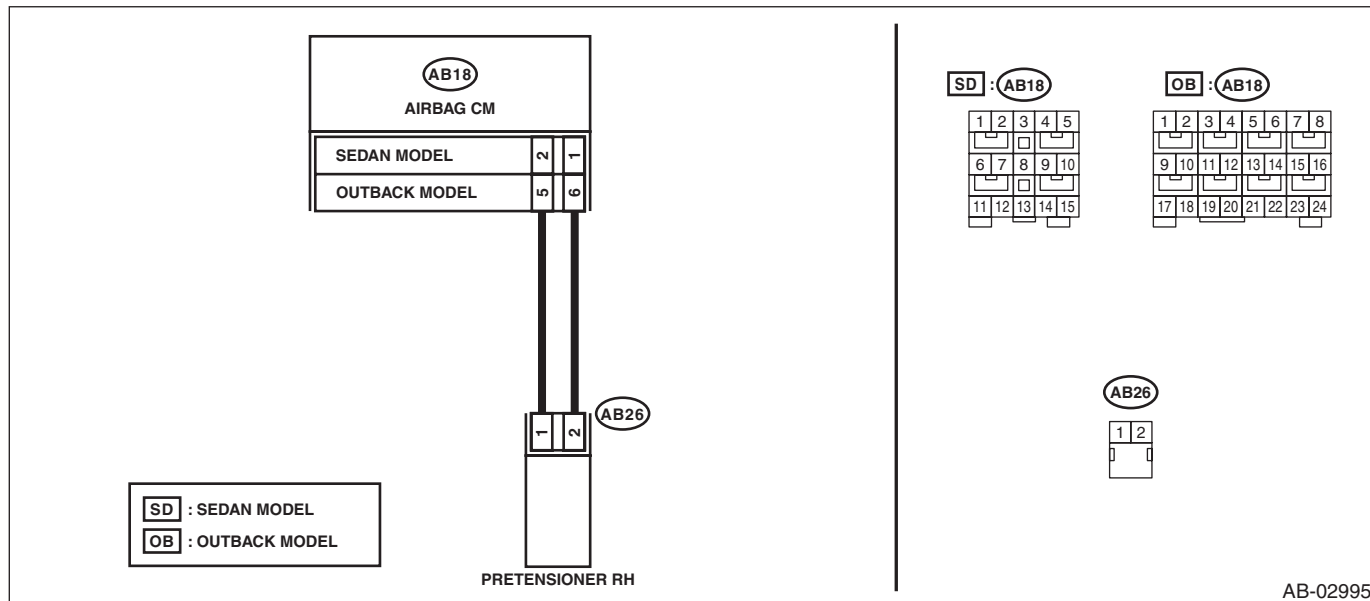 AB18
AIRBAG CM
SEDAN MODEL 2 1
OUTBACK MODEL 5 6
1 2 AB26
PRETENSIONER RH
SD : SEDAN MODEL
OB : OUTBACK MODEL
SD : AB18
1 2 3 4 5
6 7 8 9 10
11 12 13 14 15
OB : AB18
1 2 3 4 5 6 7 8
9 10 11 12 13 14 15 16
17 18 19 20 21 22 23 24
AB26
1 2
AB-02995